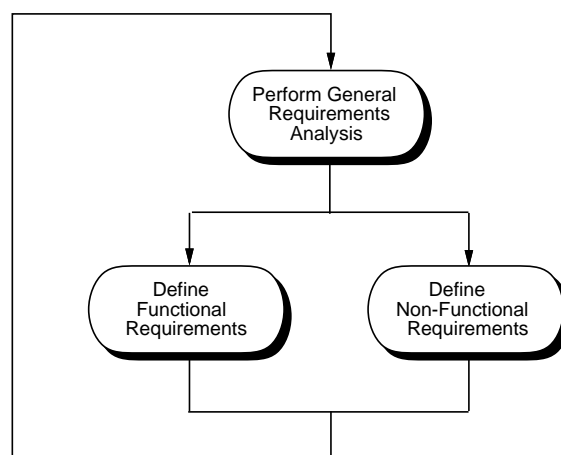 Perform General
Requirements
Analysis
Define
Functional
Requirements
Define
Non-Functional
Requirements